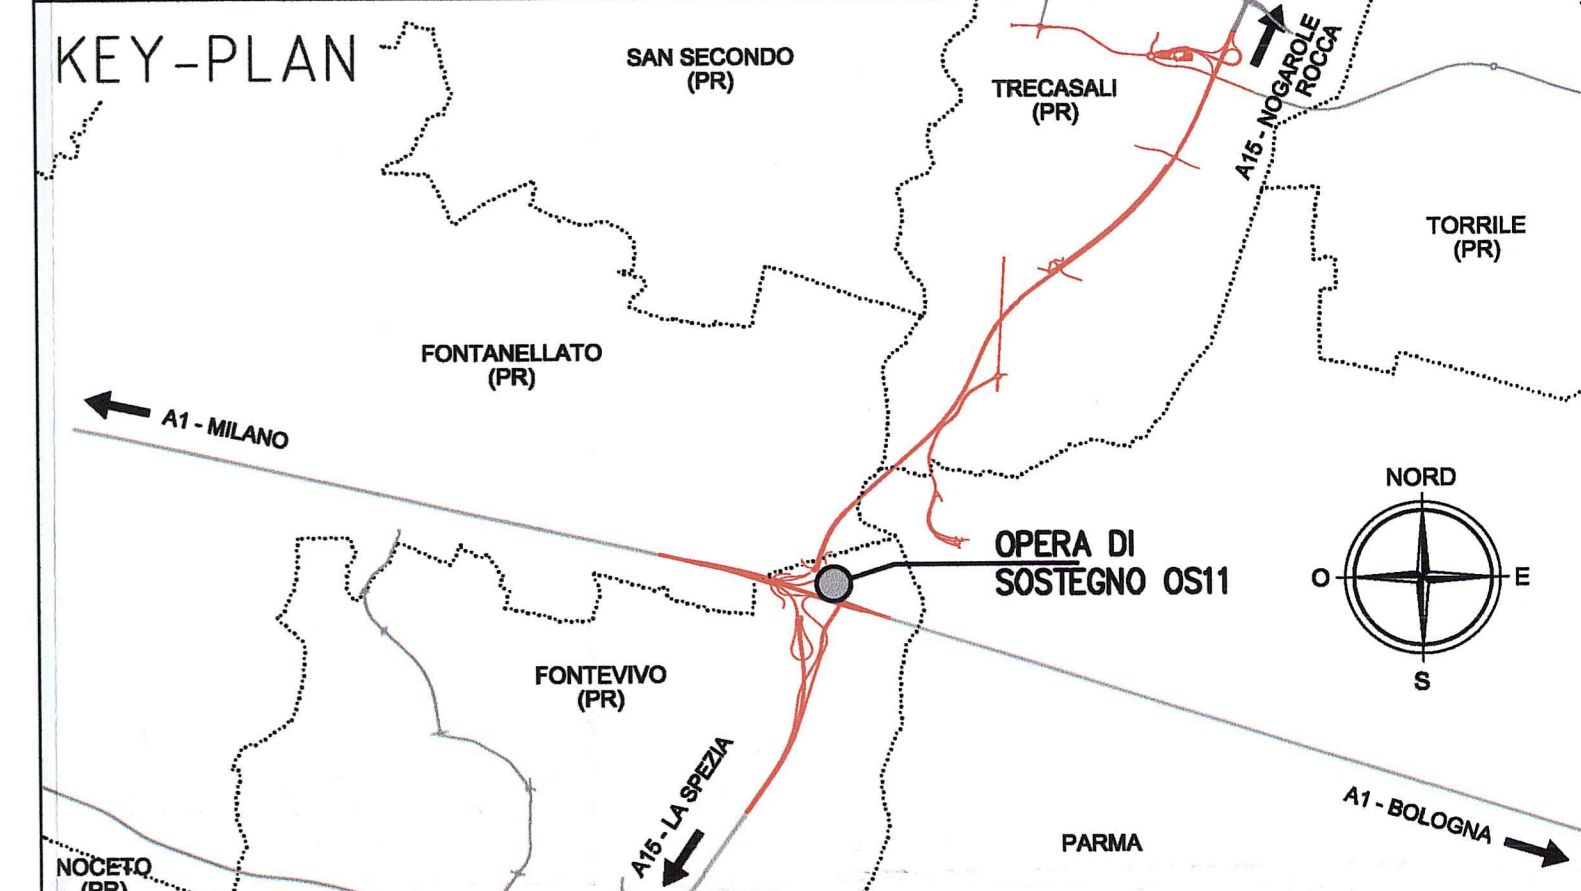 KEY-PLAN
SAN SECONDO
(PR)
TRECASALI
(PR)
A15 - NOGAROLE
ROCCA
TORRILE
(PR)
FONTANELLATO
(PR)
A1 - MILANO
NORD
O
E
S
OPERA DI
SOSTEGNO OS11
FONTEVIVO
(PR)
A15 - LA SPEZIA
A1 - BOLOGNA
PARMA
NOCETO
(PR)